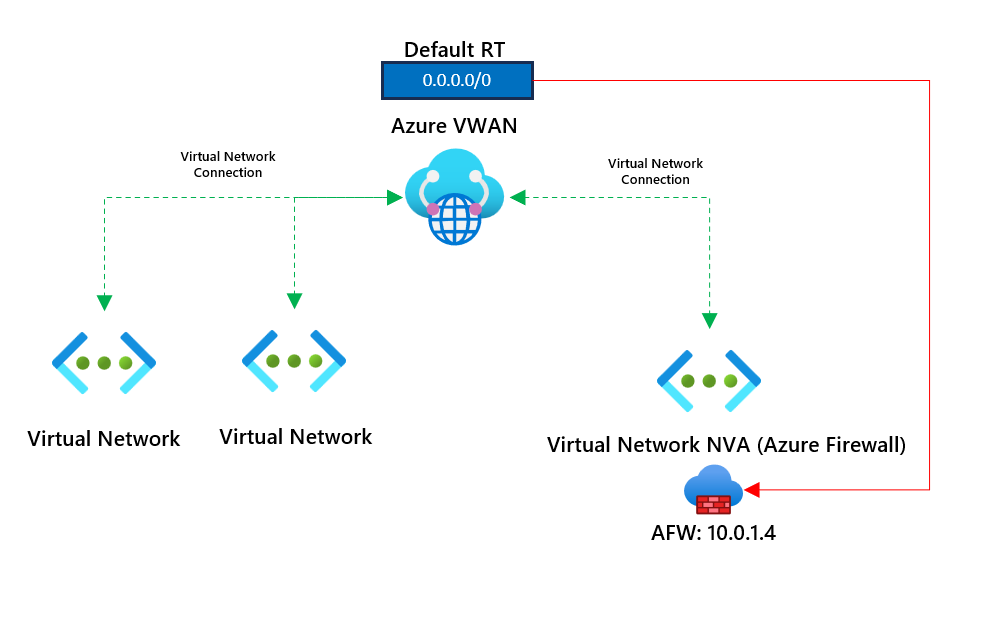 Default RT
0.0.0.0/0
Azure VWAN
Virtual Network
Connection
Virtual Network
Connection
Virtual Network
Virtual Network
Virtual Network NVA (Azure Firewall)
AFW: 10.0.1.4